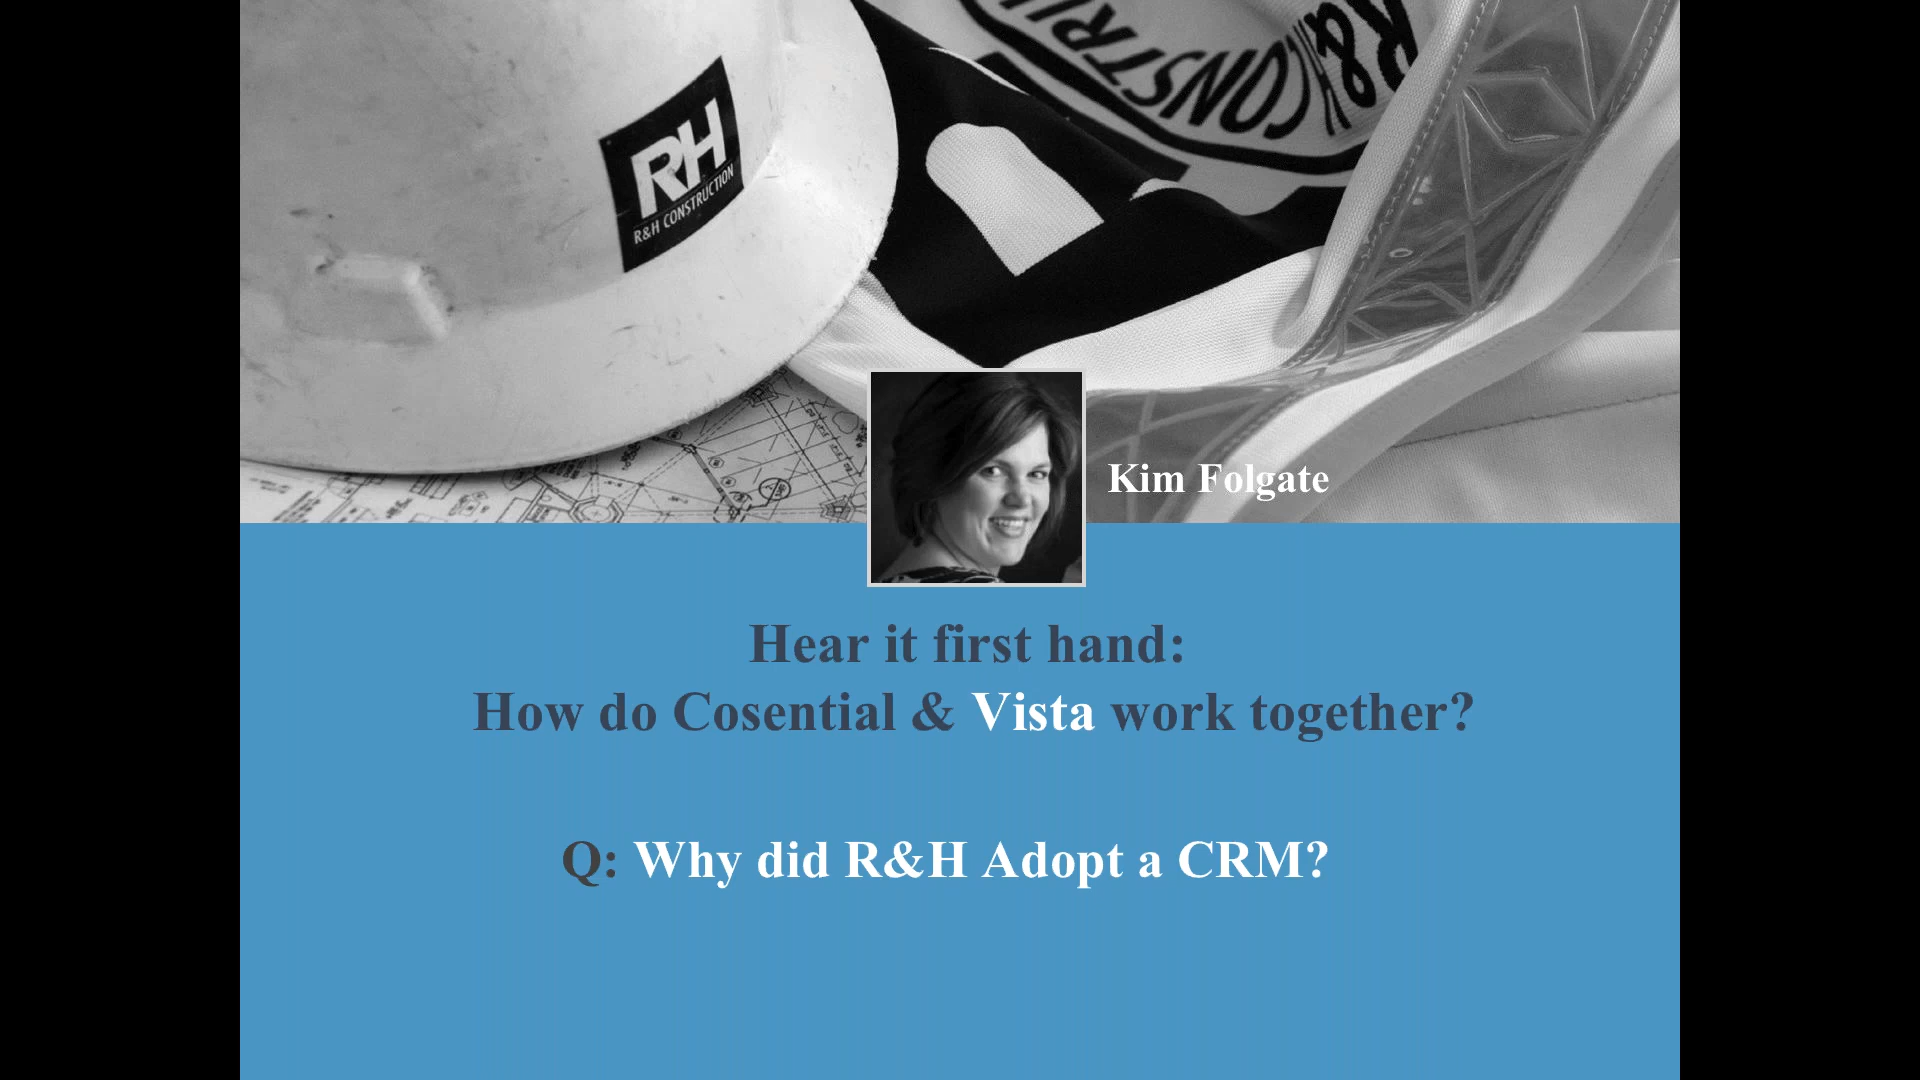 RH
R&H CONSTRUCTION
R&H CONSTRU
Kim Folgate
Hear it first hand:
How do Cosential & Vista work together?
Q: Why did R&H Adopt a CRM?